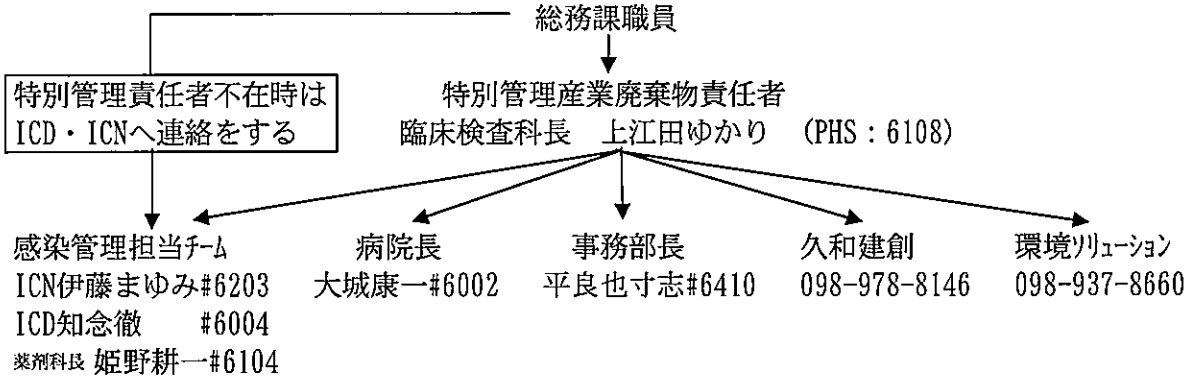 総務課職員
特別管理責任者不在時は
ICD・ICNへ連絡をする
特別管理産業廃棄物責任者
臨床検査科長 上江田ゆかり (PHS:6108)
感染管理担当ﾁｰﾑ
ICN伊藤まゆみ#6203
ICD知念徹 #6004
薬剤科長 姫野耕一#6104
病院長
大城康一#6002
事務部長
平良也寸志#6410
久和建創
098-978-8146
環境ｿﾘｭｰｼｮﾝ
098-937-8660